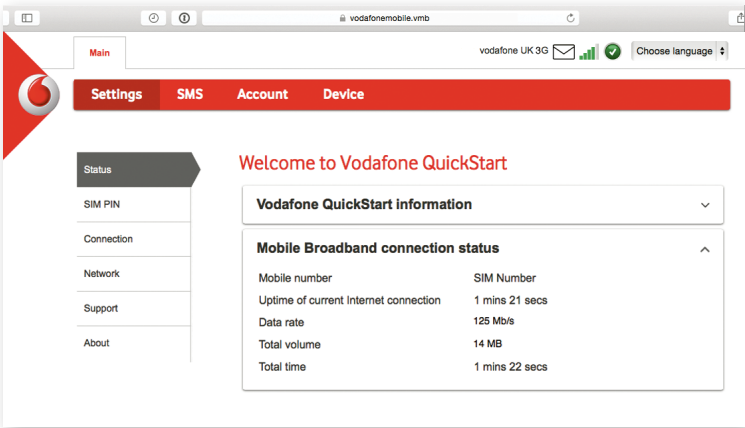 vodafonemobile.vmb
Main
vodafone UK 3G
Choose language
Settings SMS Account Device
Status
SIM PIN
Connection
Network
Support
About
Welcome to Vodafone QuickStart
Vodafone QuickStart information
Mobile Broadband connection status
Mobile number SIM Number
Uptime of current Internet connection 1 mins 21 secs
Data rate 125 Mb/s
Total volume 14 MB
Total time 1 mins 22 secs